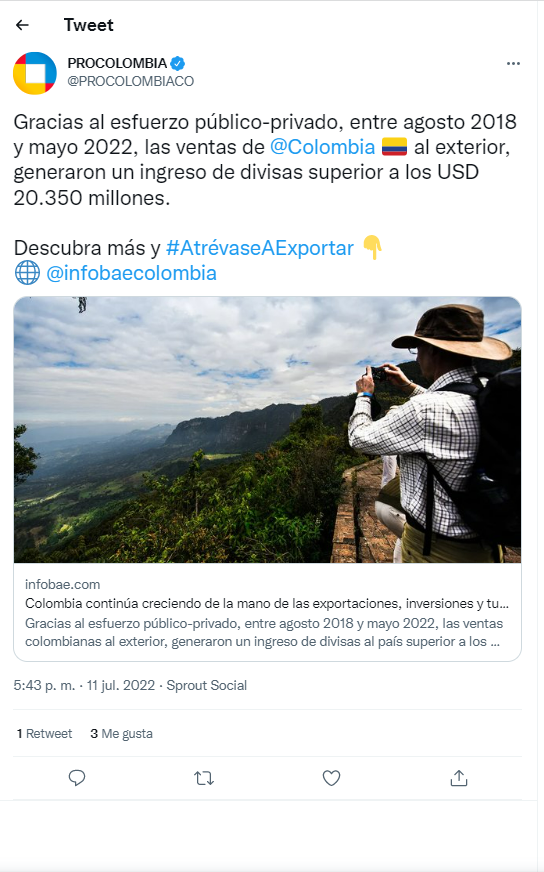 Tweet
PROCOLOMBIA
@PROCOLOMBIACO
Gracias al esfuerzo público-privado, entre agosto 2018
y mayo 2022, las ventas de @Colombia 🇨🇴 al exterior,
generaron un ingreso de divisas superior a los USD
20.350 millones.
Descubra más y #AtrévaseAExportar 👇
🌐 @infobaecolombia
infobae.com
Colombia continúa creciendo de la mano de las exportaciones, inversiones y tu...
Gracias al esfuerzo público-privado, entre agosto 2018 y mayo 2022, las ventas
colombianas al exterior, generaron un ingreso de divisas al país superior a los ...
5:43 p. m. · 11 jul. 2022 · Sprout Social
1 Retweet 3 Me gusta